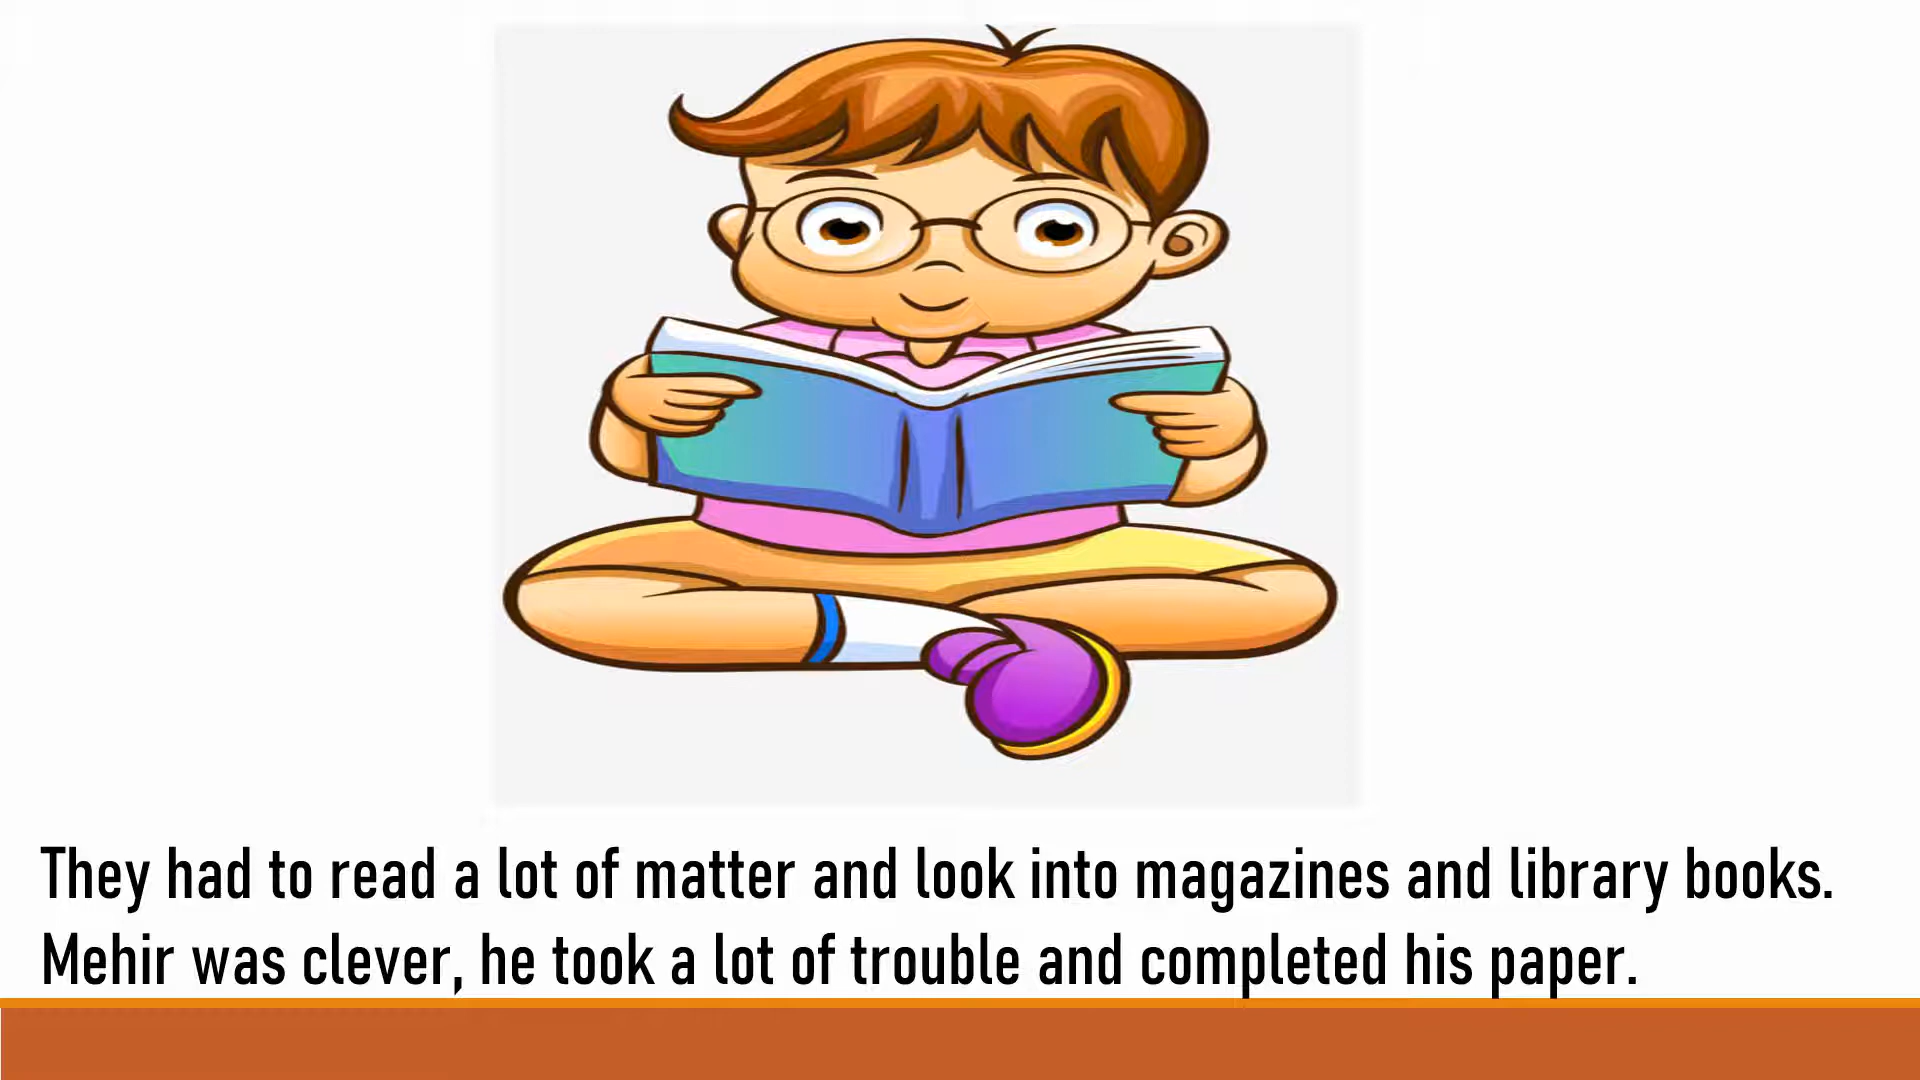 They had to read a lot of matter and look into magazines and library books.
Mehir was clever, he took a lot of trouble and completed his paper.